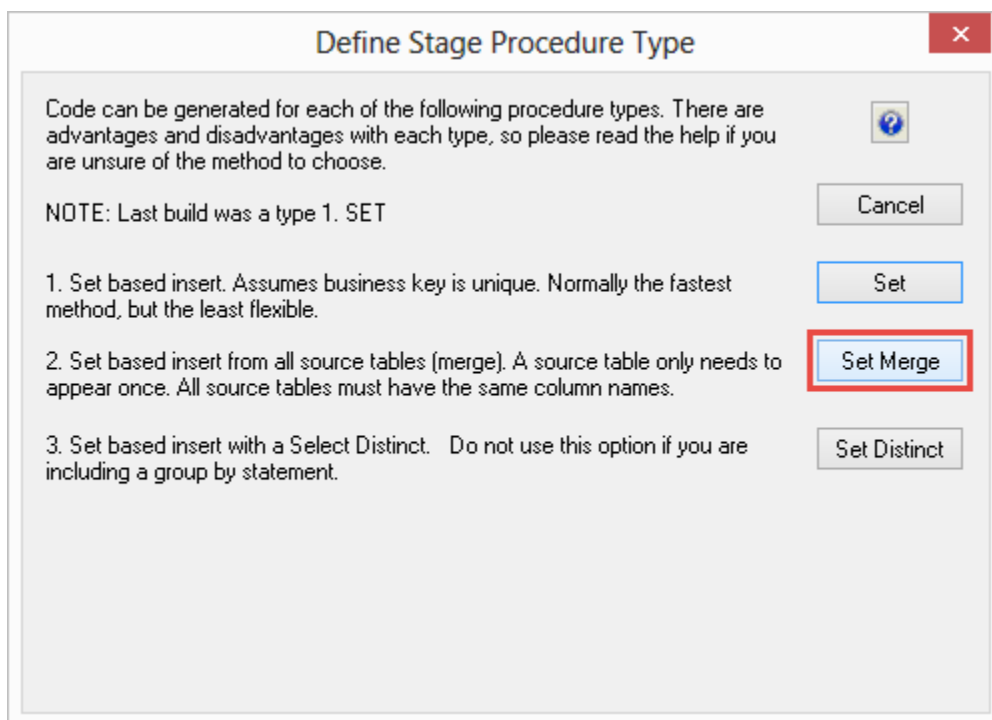 Define Stage Procedure Type
Code can be generated for each of the following procedure types. There are
advantages and disadvantages with each type, so please read the help if you
are unsure of the method to choose.
Cancel
NOTE: Last build was a type 1. SET
1. Set based insert. Assumes business key is unique. Normally the fastest
method, but the least flexible.
Set
2. Set based insert from all source tables (merge). A source table only needs to
appear once. All source tables must have the same column names.
Set Merge
3. Set based insert with a Select Distinct.   Do not use this option if you are
including a group by statement.
Set Distinct